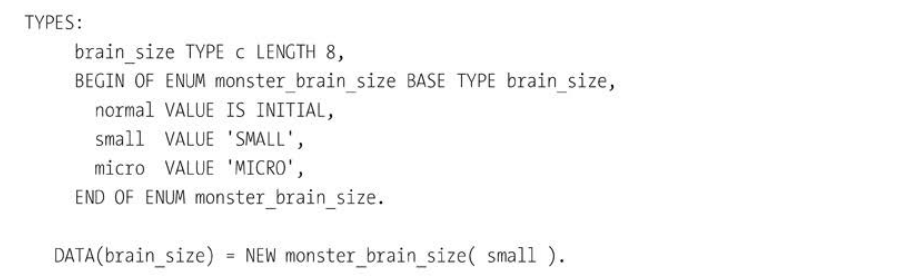 TYPES:
brain_size TYPE c LENGTH 8,
BEGIN OF ENUM monster_brain_size BASE TYPE brain_size,
normal VALUE IS INITIAL,
small  VALUE 'SMALL',
micro  VALUE 'MICRO',
END OF ENUM monster_brain_size.
DATA(brain_size) = NEW monster_brain_size( small ).